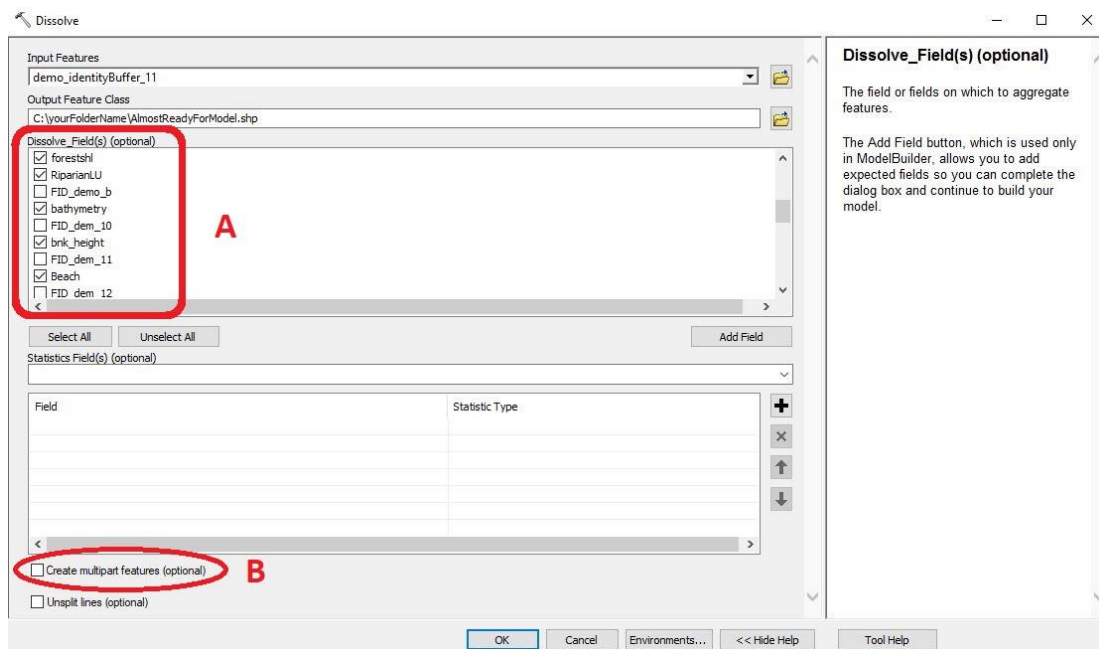 Dissolve
Input Features
demo_identityBuffer_11
Output Feature Class
C:\yourFolderName\AlmostReadyForModel.shp
Dissolve_Field(s) (optional)
forestshl
RiparianLU
FID_demo_b
bathymetry
FID_dem_10
bnk_height
FID_dem_11
Beach
FID_dem_12
A
Select All Unselect All Add Field
Statistics Field(s) (optional)
Field Statistic Type
Create multipart features (optional)
B
Unsplit lines (optional)
OK Cancel Environments... << Hide Help Tool Help
Dissolve_Field(s) (optional)
The field or fields on which to aggregate
features.
The Add Field button, which is used only
in ModelBuilder, allows you to add
expected fields so you can complete the
dialog box and continue to build your
model.